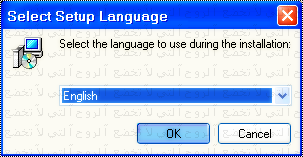 Select Setup Language
Select the language to use during the installation:
English
OK
Cancel